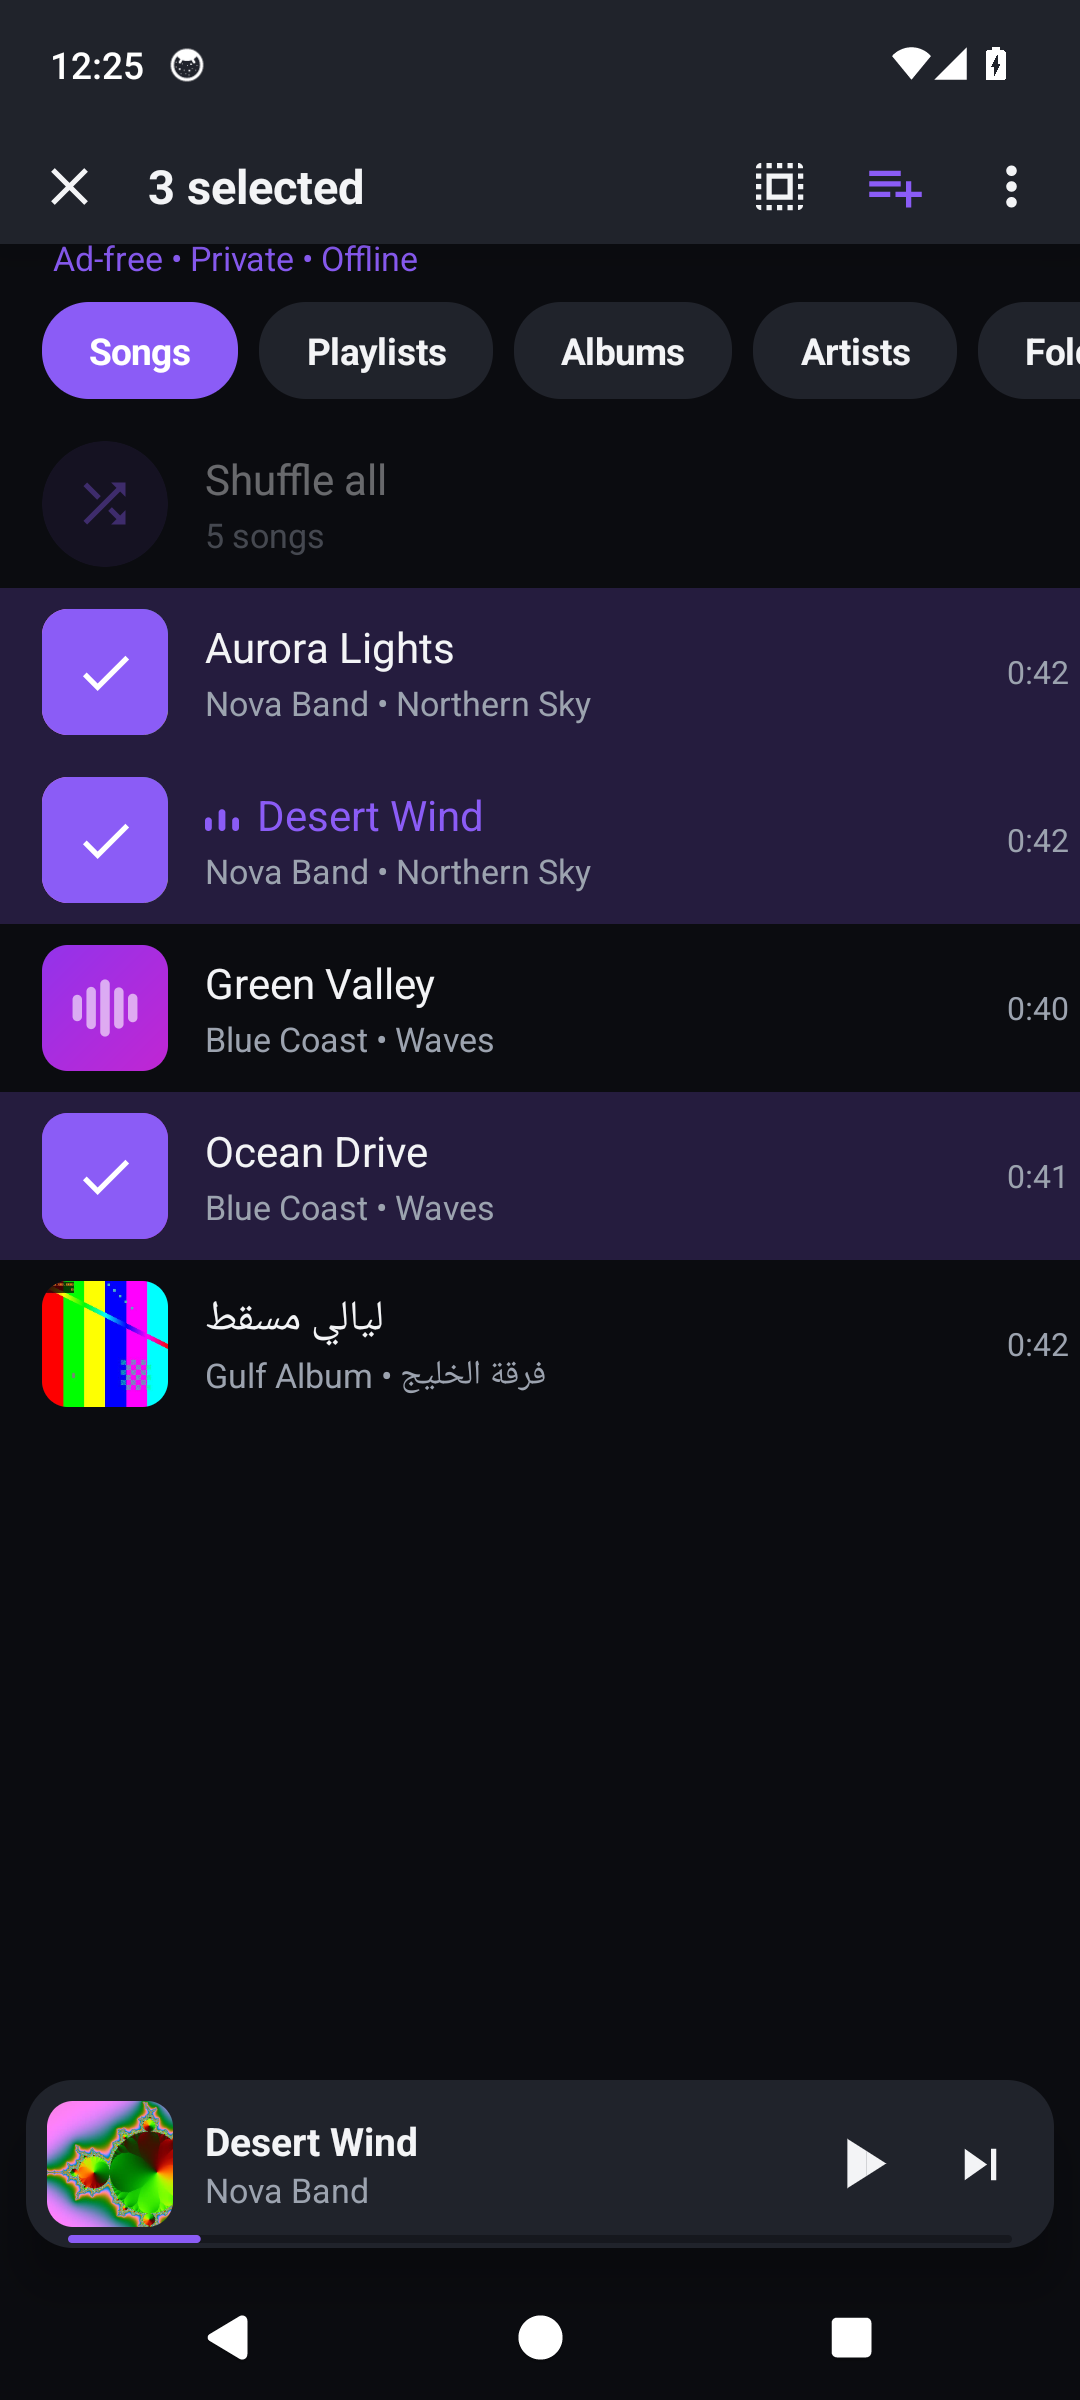 12:25
3 selected
Ad-free • Private • Offline
Songs
Playlists
Albums
Artists
Shuffle all
5 songs
Aurora Lights
Nova Band • Northern Sky
0:42
Desert Wind
Nova Band • Northern Sky
0:42
Green Valley
Blue Coast • Waves
0:40
Ocean Drive
Blue Coast • Waves
0:41
ليالي مسقط
Gulf Album • فرقة الخليج
0:42
Desert Wind
Nova Band